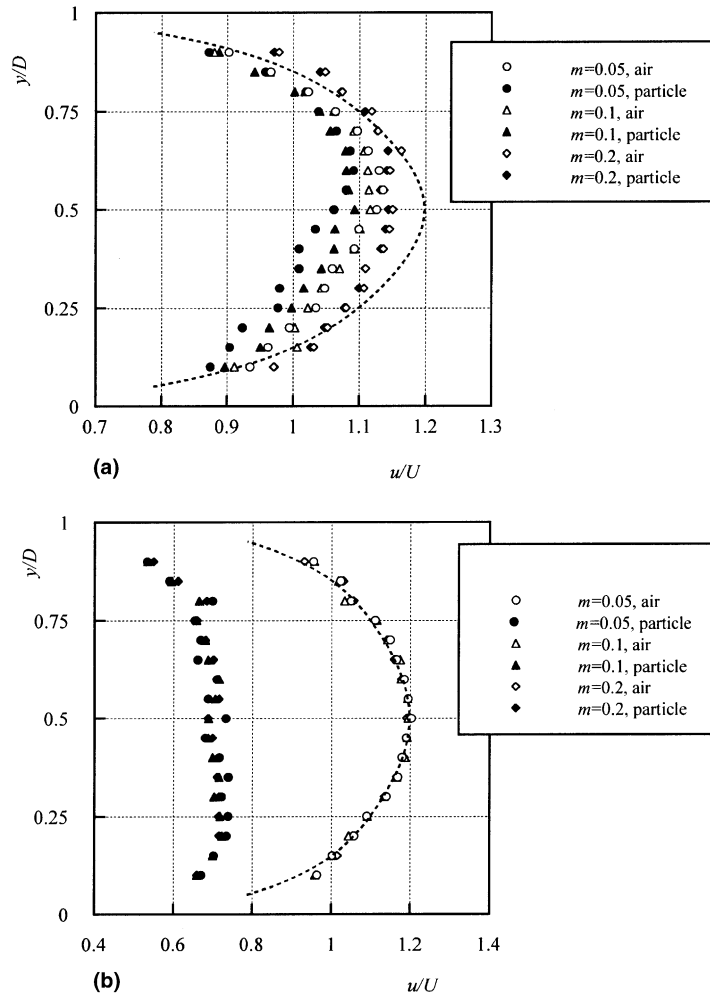 1
0.75
0.5
0.25
0
y/D
0.7 0.8 0.9 1 1.1 1.2 1.3
(a)
u/U
m=0.05, air
m=0.05, particle
m=0.1, air
m=0.1, particle
m=0.2, air
m=0.2, particle
1
0.75
0.5
0.25
0
y/D
0.4 0.6 0.8 1 1.2 1.4
(b)
u/U
m=0.05, air
m=0.05, particle
m=0.1, air
m=0.1, particle
m=0.2, air
m=0.2, particle